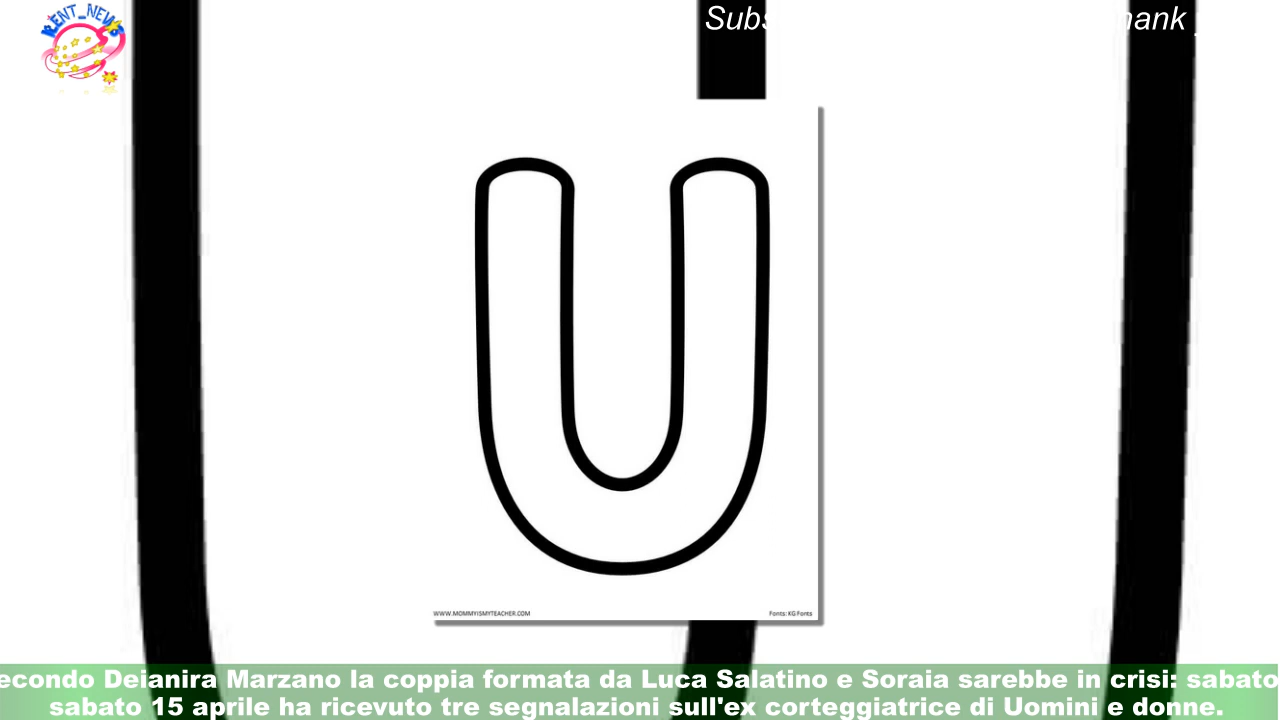 KENT_NEWS
Subs
hank
U
WWW.MOMMYISMYTEACHER.COM
Fonts: KG Fonts
econdo Deianira Marzano la coppia formata da Luca Salatino e Soraia sarebbe in crisi: sabato
sabato 15 aprile ha ricevuto tre segnalazioni sull'ex corteggiatrice di Uomini e donne.